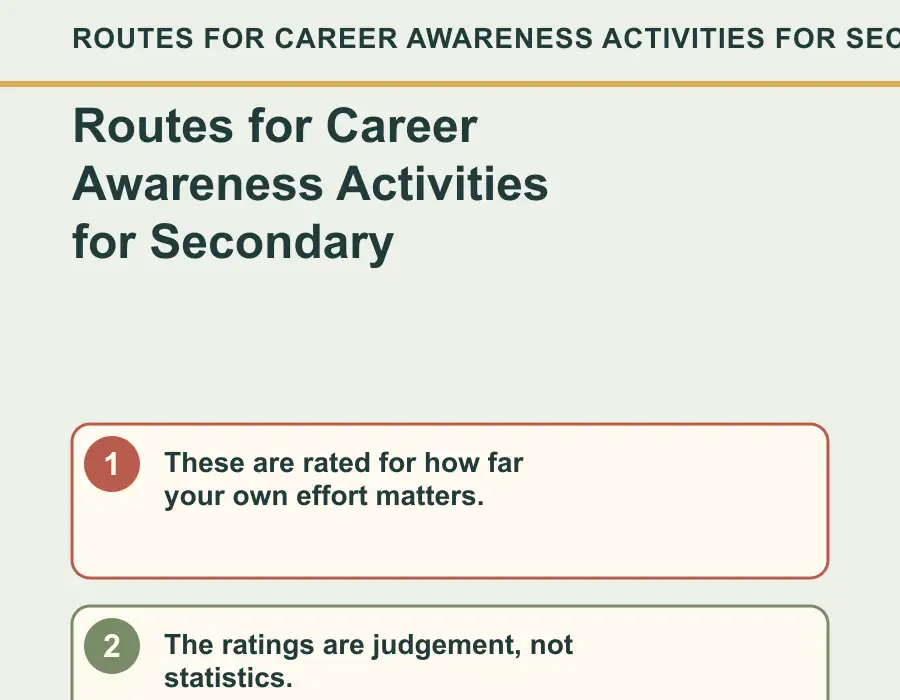 ROUTES FOR CAREER AWARENESS ACTIVITIES FOR
Routes for Career
Awareness Activities
for Secondary
1
These are rated for how far
your own effort matters.
2
The ratings are judgement, not
statistics.